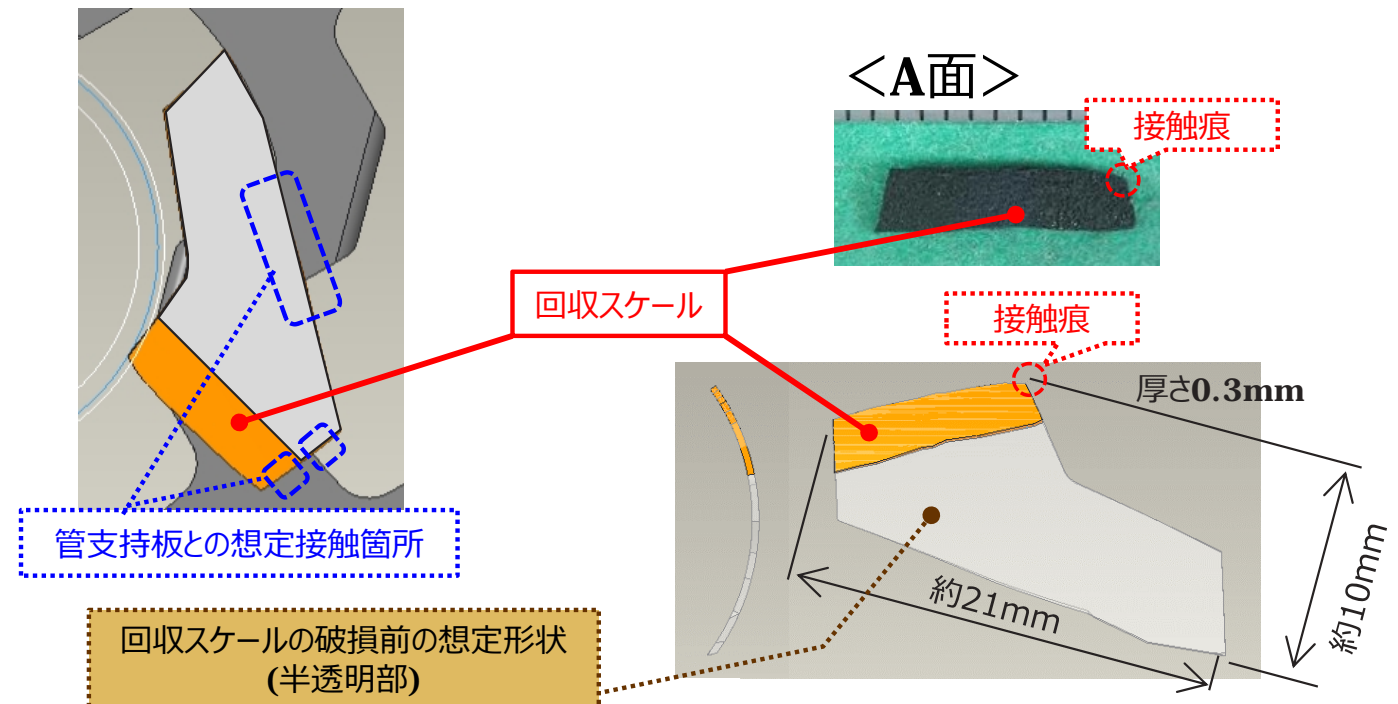 ＜A面＞
接触痕
回収スケール
接触痕
厚さ0.3mm
管支持板との想定接触箇所
約21mm
約10mm
回収スケールの破損前の想定形状
(半透明部)